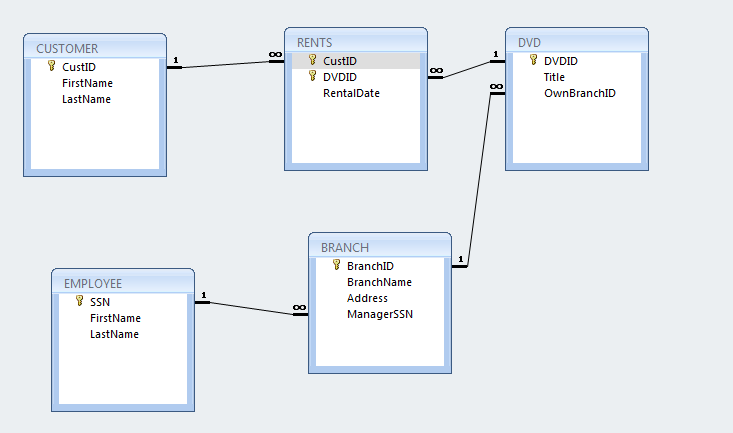 CUSTOMER
CustID
FirstName
LastName
1
∞
RENTS
CustID
DVDID
RentalDate
∞
1
DVD
DVDID
Title
OwnBranchID
∞
EMPLOYEE
SSN
FirstName
LastName
1
∞
BRANCH
BranchID
BranchName
Address
ManagerSSN
1